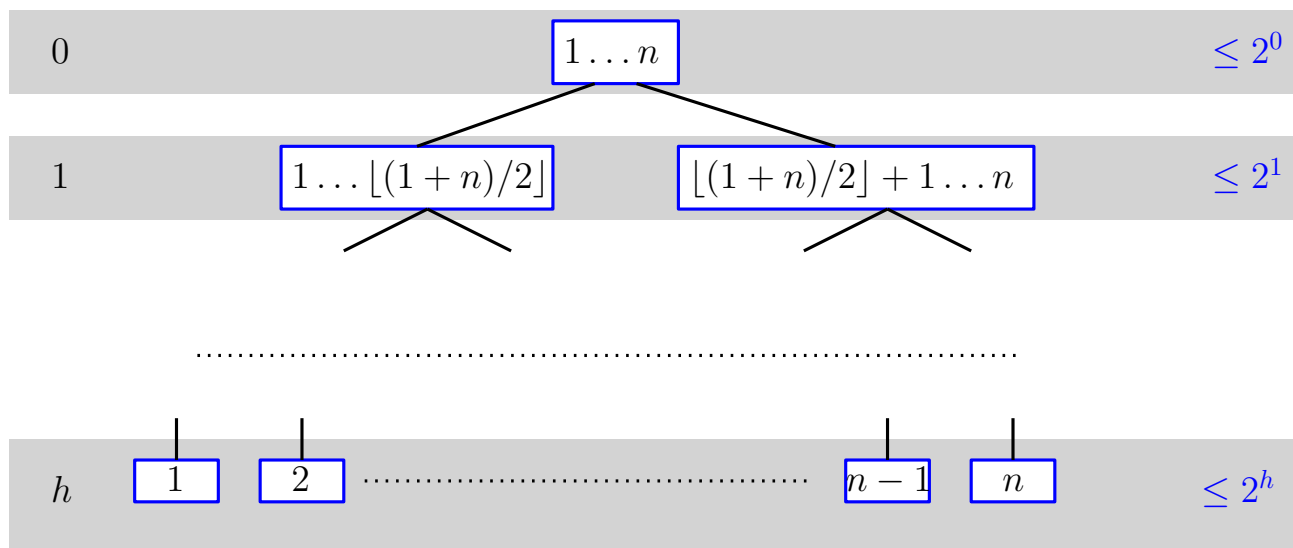 0 1 … n ≤ 2^0
1 1 … ⌊(1 + n)/2⌋ ⌊(1 + n)/2⌋ + 1 … n ≤ 2^1
h 1 2 n − 1 n ≤ 2^h